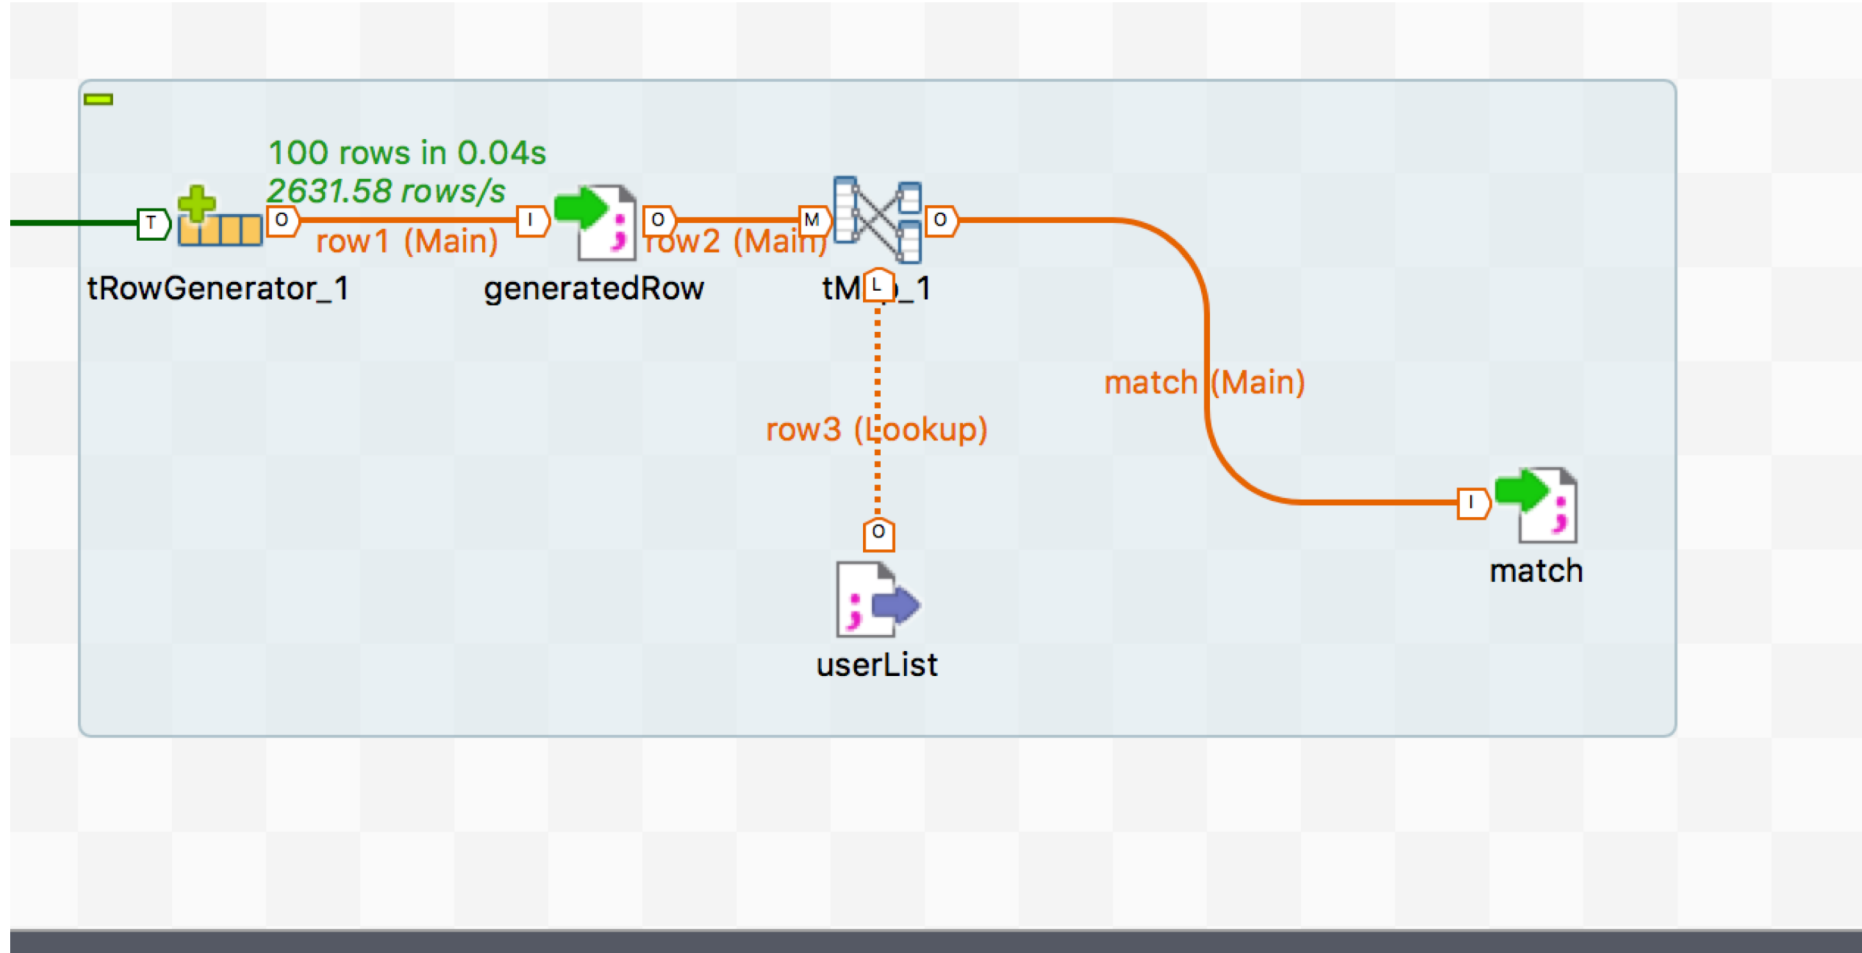 100 rows in 0.04s
2631.58 rows/s
T
O
row1 (Main)
I
O
row2 (Main)
M
O
tRowGenerator_1
generatedRow
L
match (Main)
row3 (Lookup)
O
I
match
userList